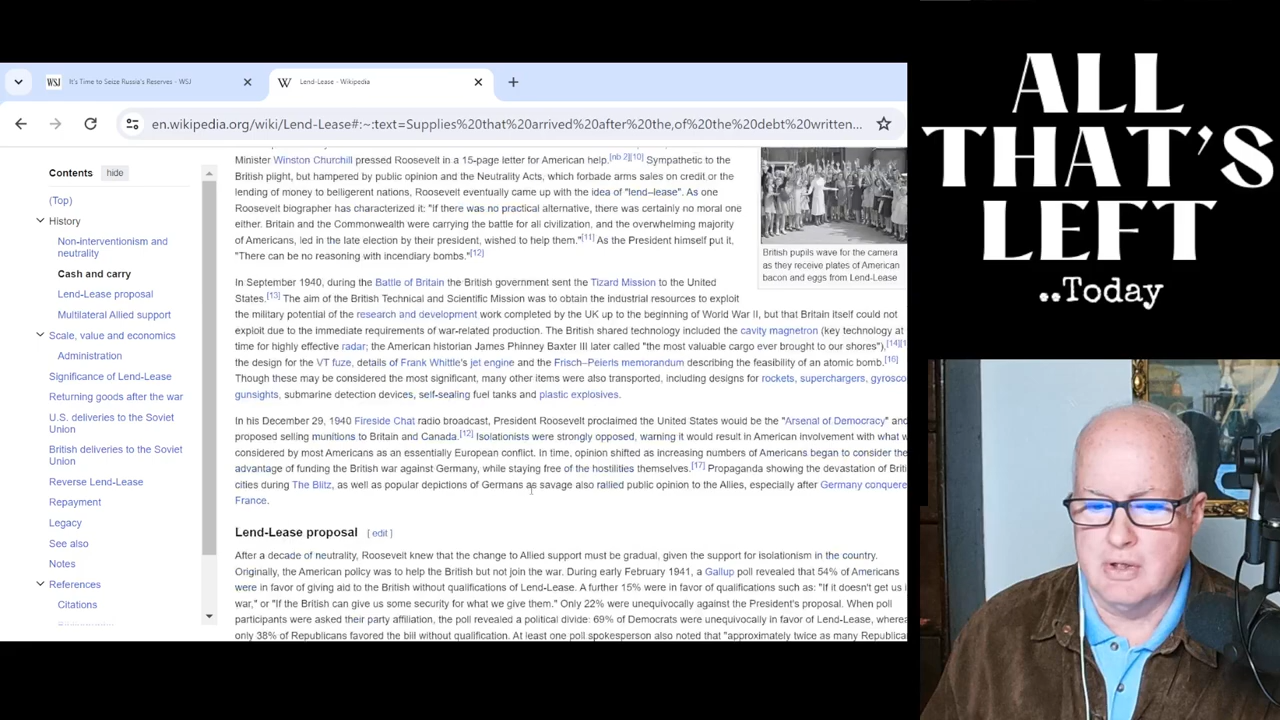 It's Time to Seize Russia's Reserves - WSJ
Lend-Lease - Wikipedia
en.wikipedia.org/wiki/Lend-Lease#:~:text=Supplies%20that%20arrived%20after%20the,of%20the%20debt%20written...
Contents hide
(Top)
History
Non-interventionism and
neutrality
Cash and carry
Lend-Lease proposal
Multilateral Allied support
Scale, value and economics
Administration
Significance of Lend-Lease
Returning goods after the war
U.S. deliveries to the Soviet
Union
British deliveries to the Soviet
Union
Reverse Lend-Lease
Repayment
Legacy
See also
Notes
References
Citations
Minister Winston Churchill pressed Roosevelt in a 15-page letter for American help.[nb 2][10] Sympathetic to the
British plight, but hampered by public opinion and the Neutrality Acts, which forbade arms sales on credit or the
lending of money to belligerent nations, Roosevelt eventually came up with the idea of "lend–lease". As one
Roosevelt biographer has characterized it: "If there was no practical alternative, there was certainly no moral one
either. Britain and the Commonwealth were carrying the battle for all civilization, and the overwhelming majority
of Americans, led in the late election by their president, wished to help them."[11] As the President himself put it,
"There can be no reasoning with incendiary bombs."[12]
British pupils wave for the camera
as they receive plates of American
bacon and eggs from Lend-Lease
In September 1940, during the Battle of Britain the British government sent the Tizard Mission to the United
States.[13] The aim of the British Technical and Scientific Mission was to obtain the industrial resources to exploit
the military potential of the research and development work completed by the UK up to the beginning of World War II, but that Britain itself could not
exploit due to the immediate requirements of war-related production. The British shared technology included the cavity magnetron (key technology at
time for highly effective radar; the American historian James Phinney Baxter III later called "the most valuable cargo ever brought to our shores"),[14][1
the design for the VT fuze, details of Frank Whittle's jet engine and the Frisch–Peierls memorandum describing the feasibility of an atomic bomb.[16]
Though these may be considered the most significant, many other items were also transported, including designs for rockets, superchargers, gyrosco
gunsights, submarine detection devices, self-sealing fuel tanks and plastic explosives.
In his December 29, 1940 Fireside Chat radio broadcast, President Roosevelt proclaimed the United States would be the "Arsenal of Democracy" and
proposed selling munitions to Britain and Canada.[12] Isolationists were strongly opposed, warning it would result in American involvement with what w
considered by most Americans as an essentially European conflict. In time, opinion shifted as increasing numbers of Americans began to consider the
advantage of funding the British war against Germany, while staying free of the hostilities themselves.[17] Propaganda showing the devastation of Briti
cities during The Blitz, as well as popular depictions of Germans as savage also rallied public opinion to the Allies, especially after Germany conquere
France.
Lend-Lease proposal [ edit ]
After a decade of neutrality, Roosevelt knew that the change to Allied support must be gradual, given the support for isolationism in the country.
Originally, the American policy was to help the British but not join the war. During early February 1941, a Gallup poll revealed that 54% of Americans
were in favor of giving aid to the British without qualifications of Lend-Lease. A further 15% were in favor of qualifications such as: "If it doesn't get us i
war," or "If the British can give us some security for what we give them." Only 22% were unequivocally against the President's proposal. When poll
participants were asked their party affiliation, the poll revealed a political divide: 69% of Democrats were unequivocally in favor of Lend-Lease, wherea
only 38% of Republicans favored the bill without qualification. At least one poll spokesperson also noted that "approximately twice as many Republica
ALL
THAT'S
LEFT
..Today